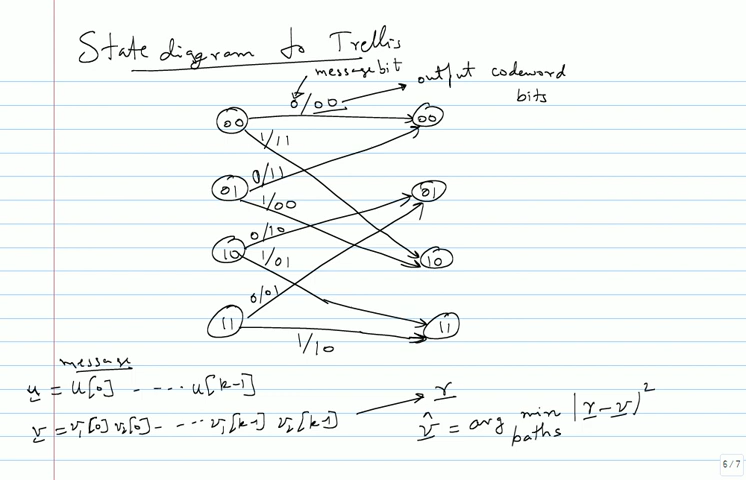 State diagram to Trellis
message bit
output codeword
bits
0/00
00 00
1/11
0/11
01 01
1/00
0/10
10 10
1/01
0/01
11 11
1/10
message
u = u[0] - ---- u[k-1]
v = v₁[0] v₂[0] - ---- v₁[k-1] v₂[k-1]
r
v̂ = arg min |r - v|²
paths
6/7